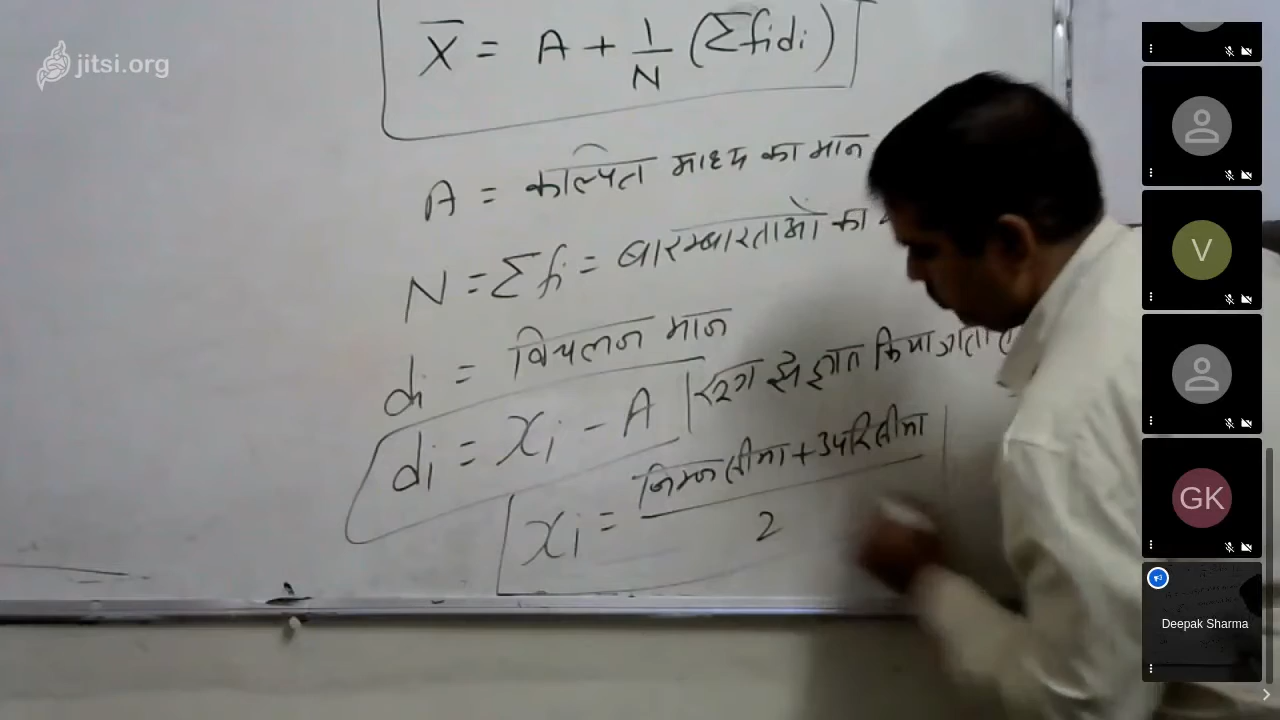 jitsi.org
X̄ = A + 1/N (Σfidi)
A = कल्पित माध्य का मान
N = Σfi = बारम्बारताओं का
di = विचलन मान
di = xi - A | ज्ञात किया जाता
xi = निम्न सीमा + उपरि सीमा / 2
V
GK
Deepak Sharma